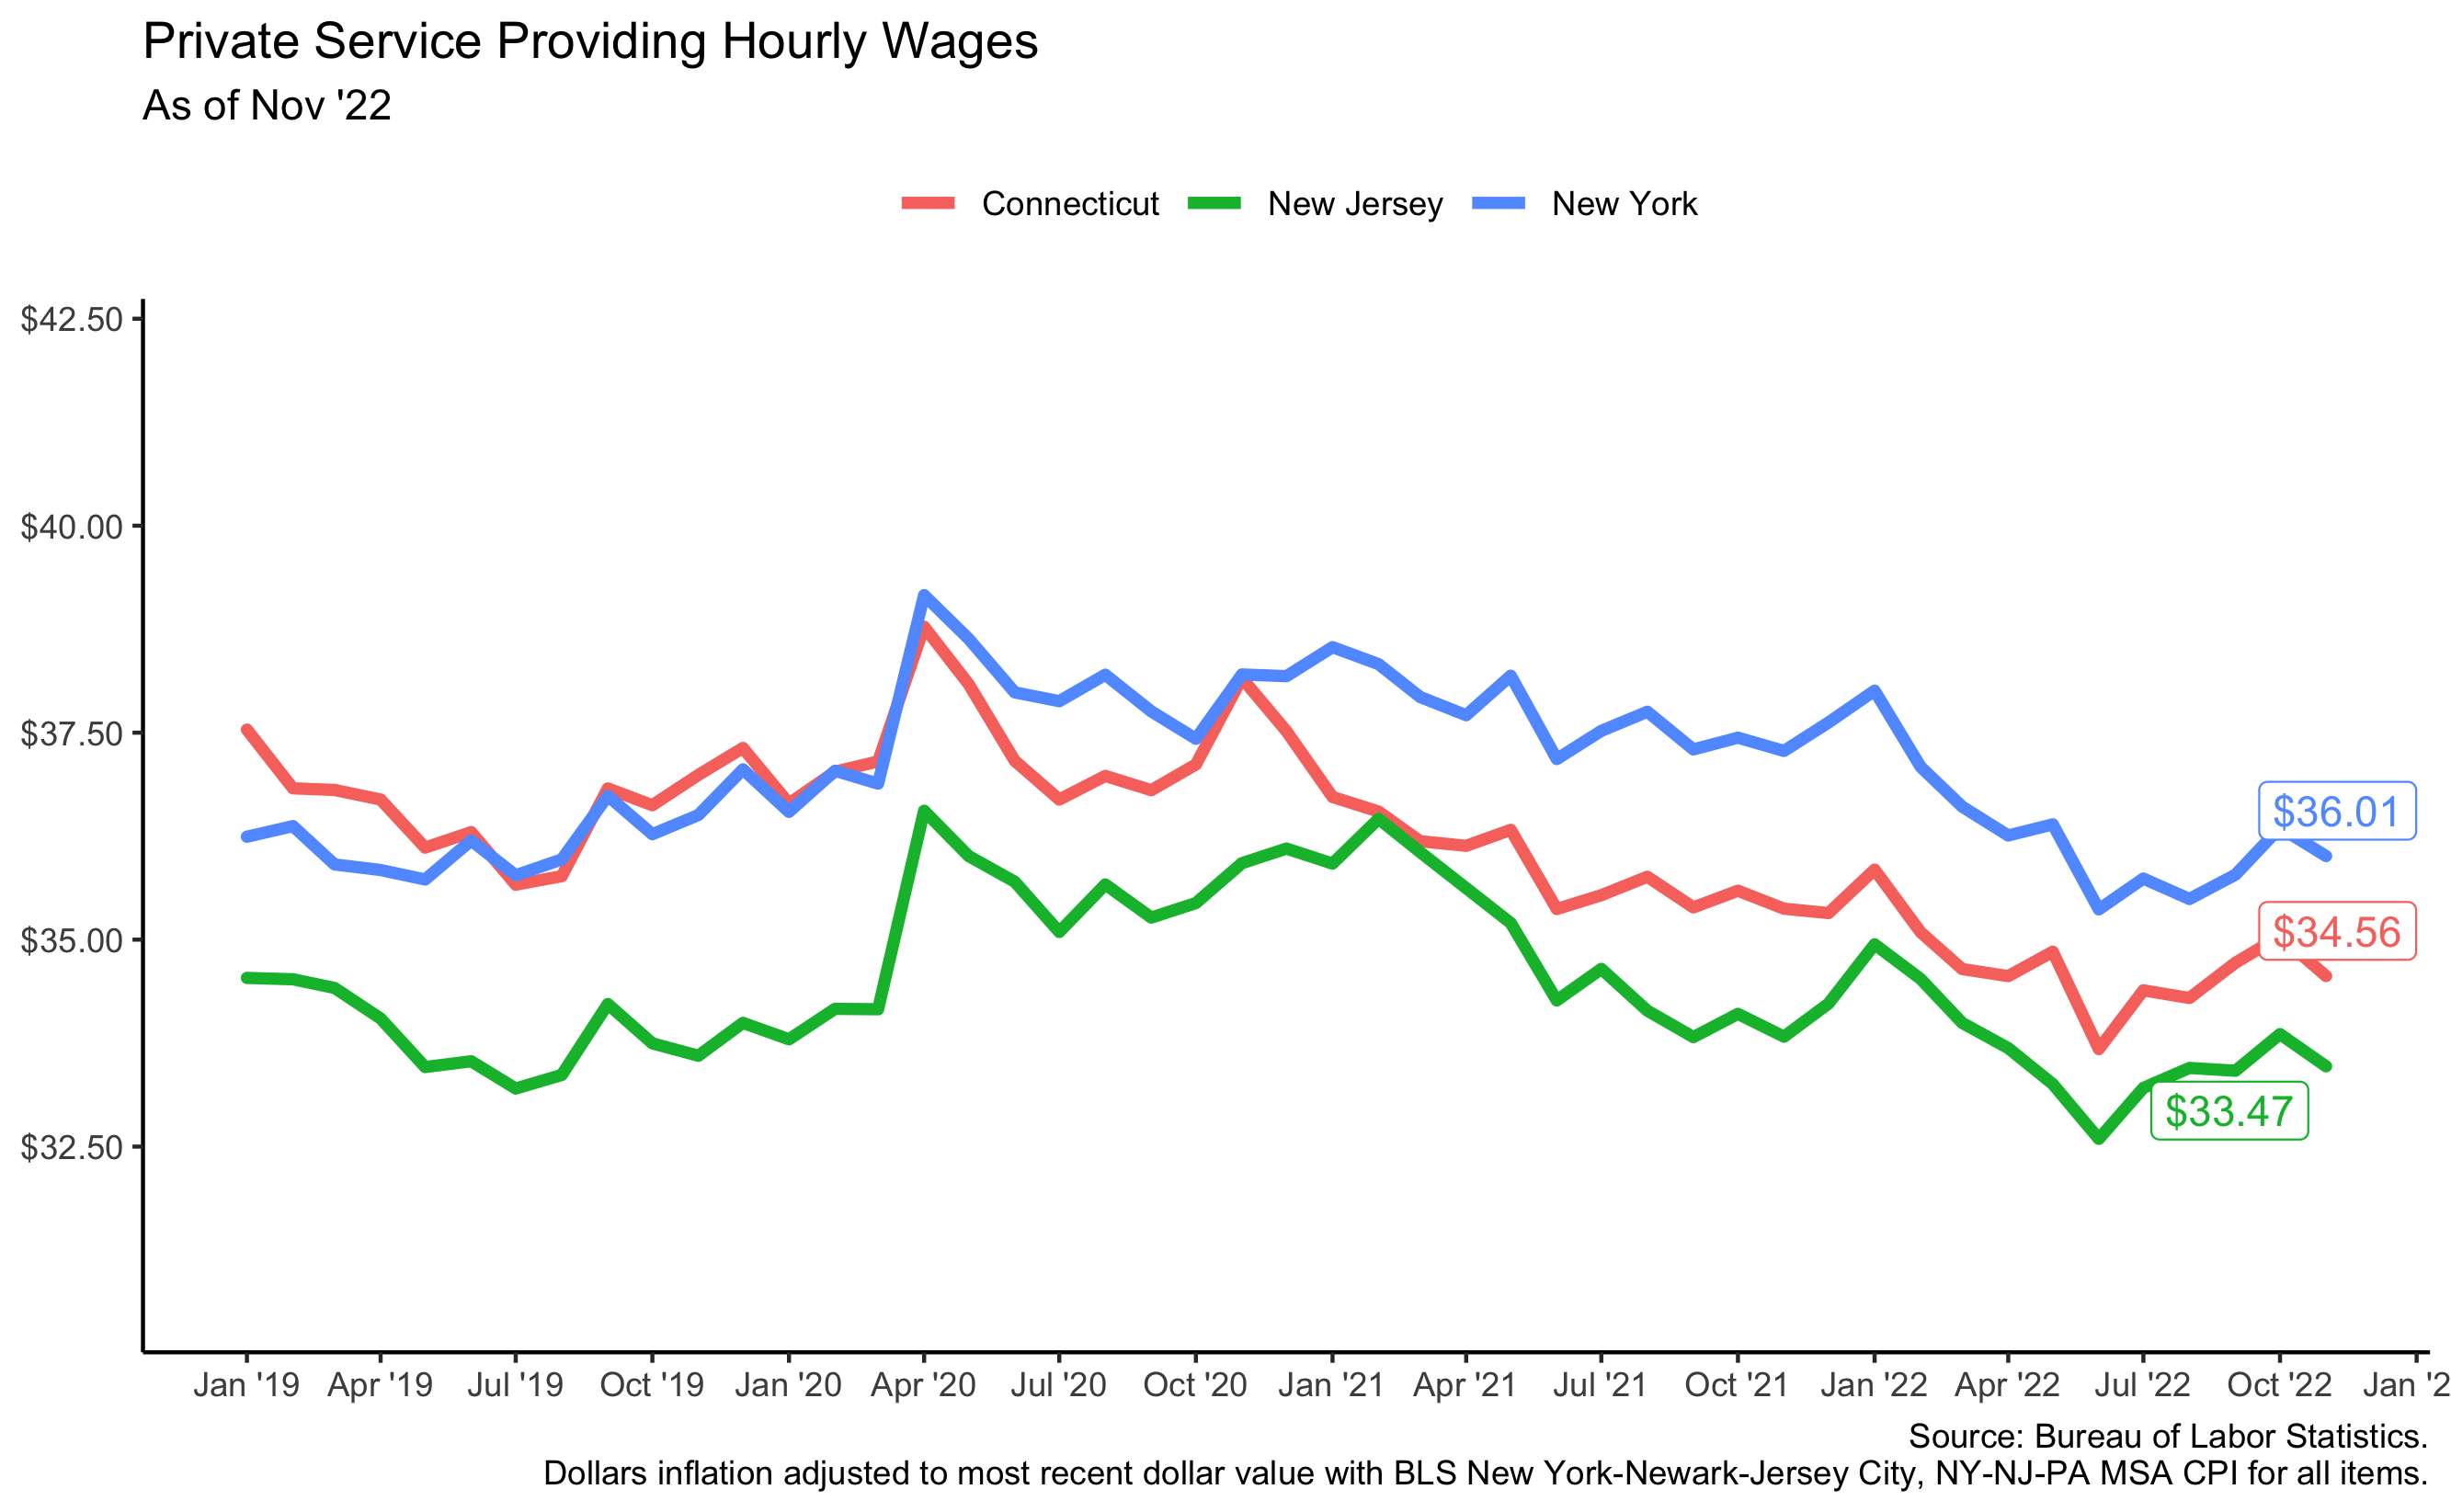 Private Service Providing Hourly Wages
As of Nov '22
Connecticut New Jersey New York
$42.50
$40.00
$37.50
$35.00
$32.50
$36.01
$34.56
$33.47
Jan '19 Apr '19 Jul '19 Oct '19 Jan '20 Apr '20 Jul '20 Oct '20 Jan '21 Apr '21 Jul '21 Oct '21 Jan '22 Apr '22 Jul '22 Oct '22 Jan '2
Source: Bureau of Labor Statistics.
Dollars inflation adjusted to most recent dollar value with BLS New York-Newark-Jersey City, NY-NJ-PA MSA CPI for all items.